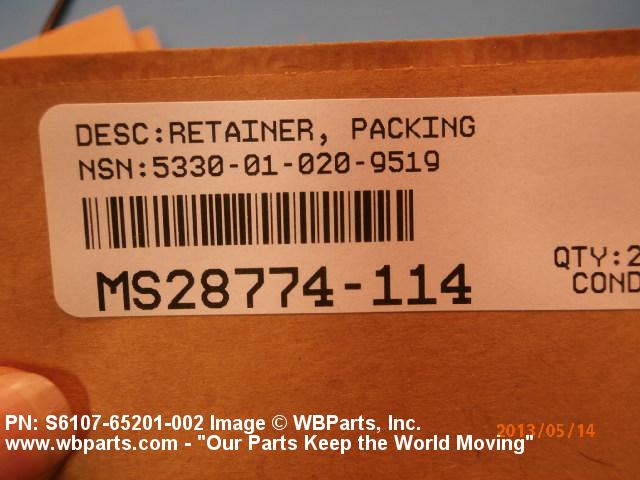 DESC:RETAINER, PACKING
NSN:5330-01-020-9519
MS28774-114
QTY:2
COND
PN: S6107-65201-002 Image © WBParts, Inc.
www.wbparts.com - "Our Parts Keep the World Moving"
2013/05/14